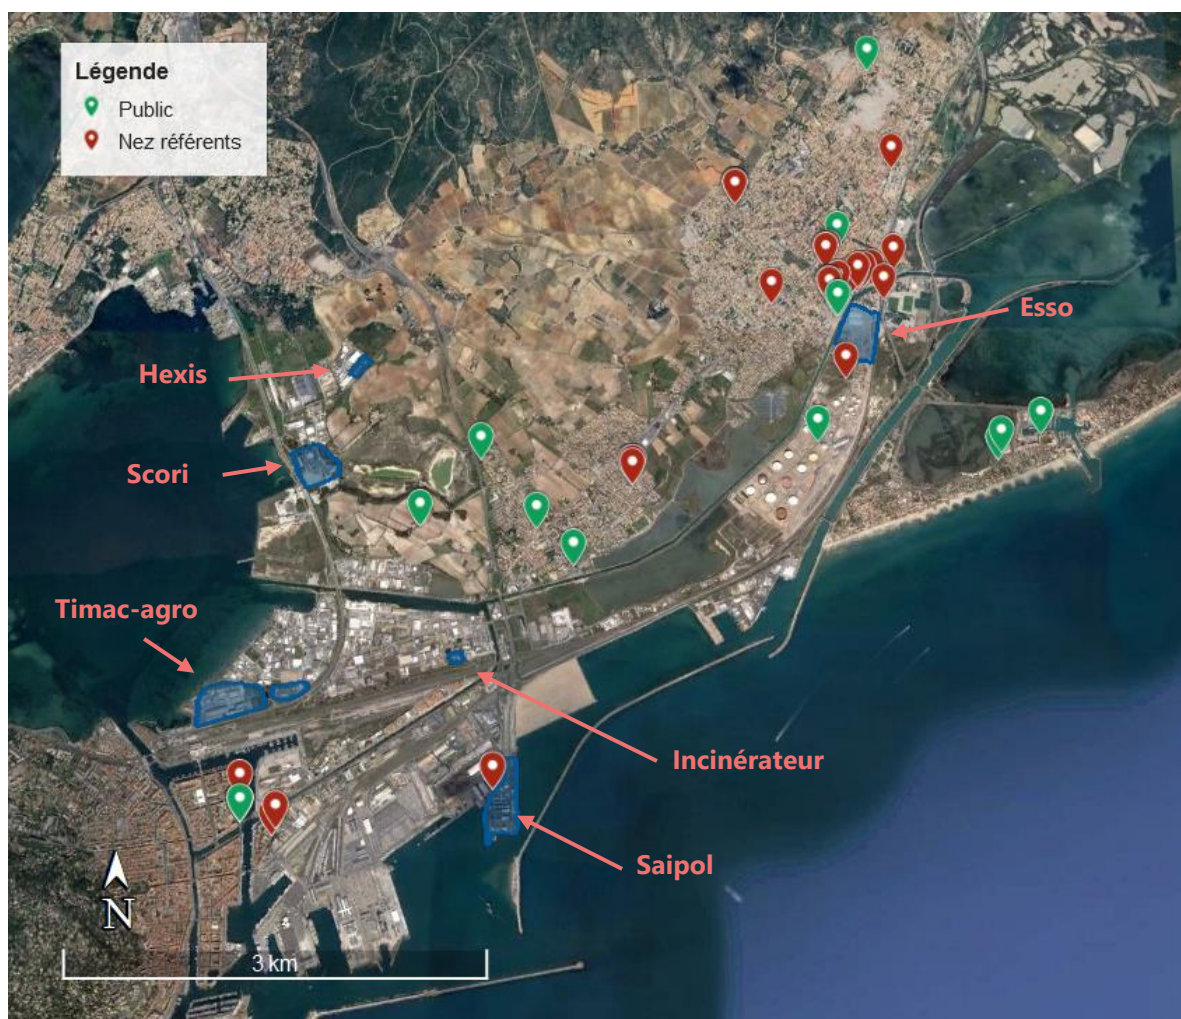 Légende
Public
Nez référents
Esso
Hexis
Scori
Timac-agro
Incinérateur
Saipol
N
3 km